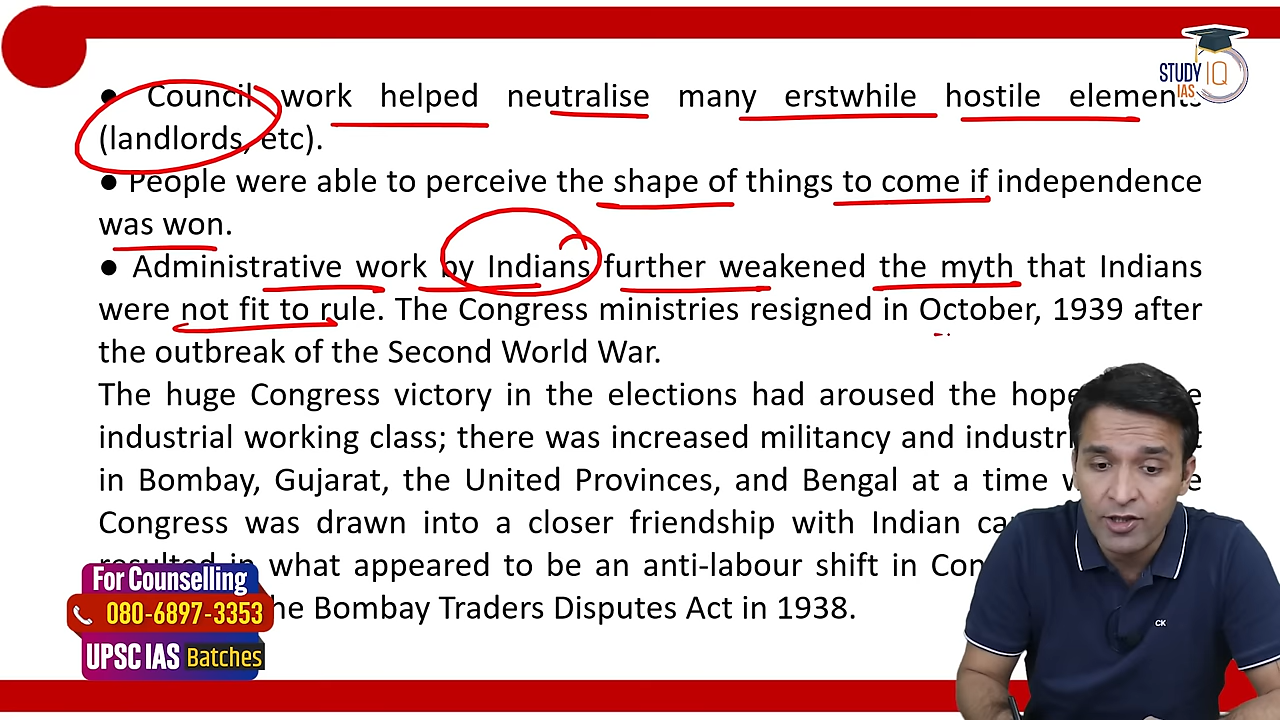 STUDY IQ
IAS
● Council work helped neutralise many erstwhile hostile elements
(landlords, etc).
● People were able to perceive the shape of things to come if independence
was won.
● Administrative work by Indians further weakened the myth that Indians
were not fit to rule. The Congress ministries resigned in October, 1939 after
the outbreak of the Second World War.
The huge Congress victory in the elections had aroused the
industrial working class; there was increased militancy and
in Bombay, Gujarat, the United Provinces, and Bengal at a time
Congress was drawn into a closer friendship with Indian
resulted in what appeared to be an anti-labour shift in
the Bombay Traders Disputes Act in 1938.
For Counselling
080-6897-3353
UPSC IAS Batches
CK